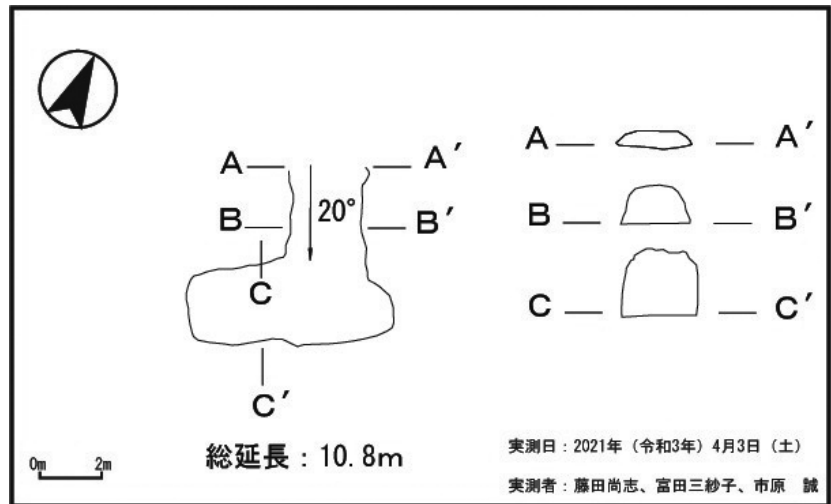 A A′
20°
B B′
C
C′
A A′
B B′
C C′
0m 2m
総延長：10.8m
実測日：2021年（令和3年）4月3日（土）
実測者：藤田尚志、富田三紗子、市原　誠